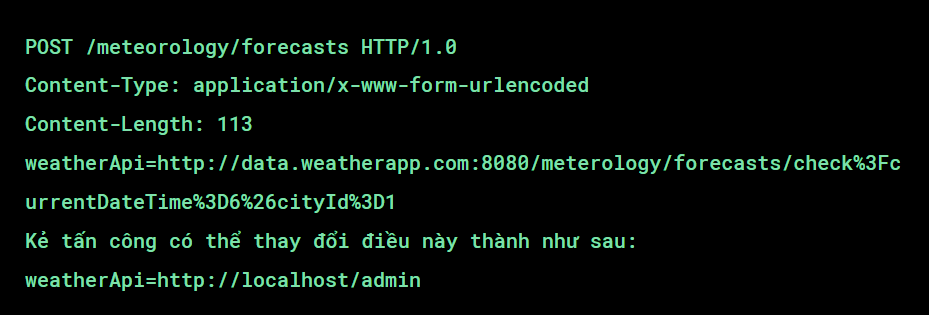 POST /meteorology/forecasts HTTP/1.0
Content-Type: application/x-www-form-urlencoded
Content-Length: 113
weatherApi=http://data.weatherapp.com:8080/meterology/forecasts/check%3Fc
urrentDateTime%3D6%26cityId%3D1
Kẻ tấn công có thể thay đổi điều này thành như sau:
weatherApi=http://localhost/admin